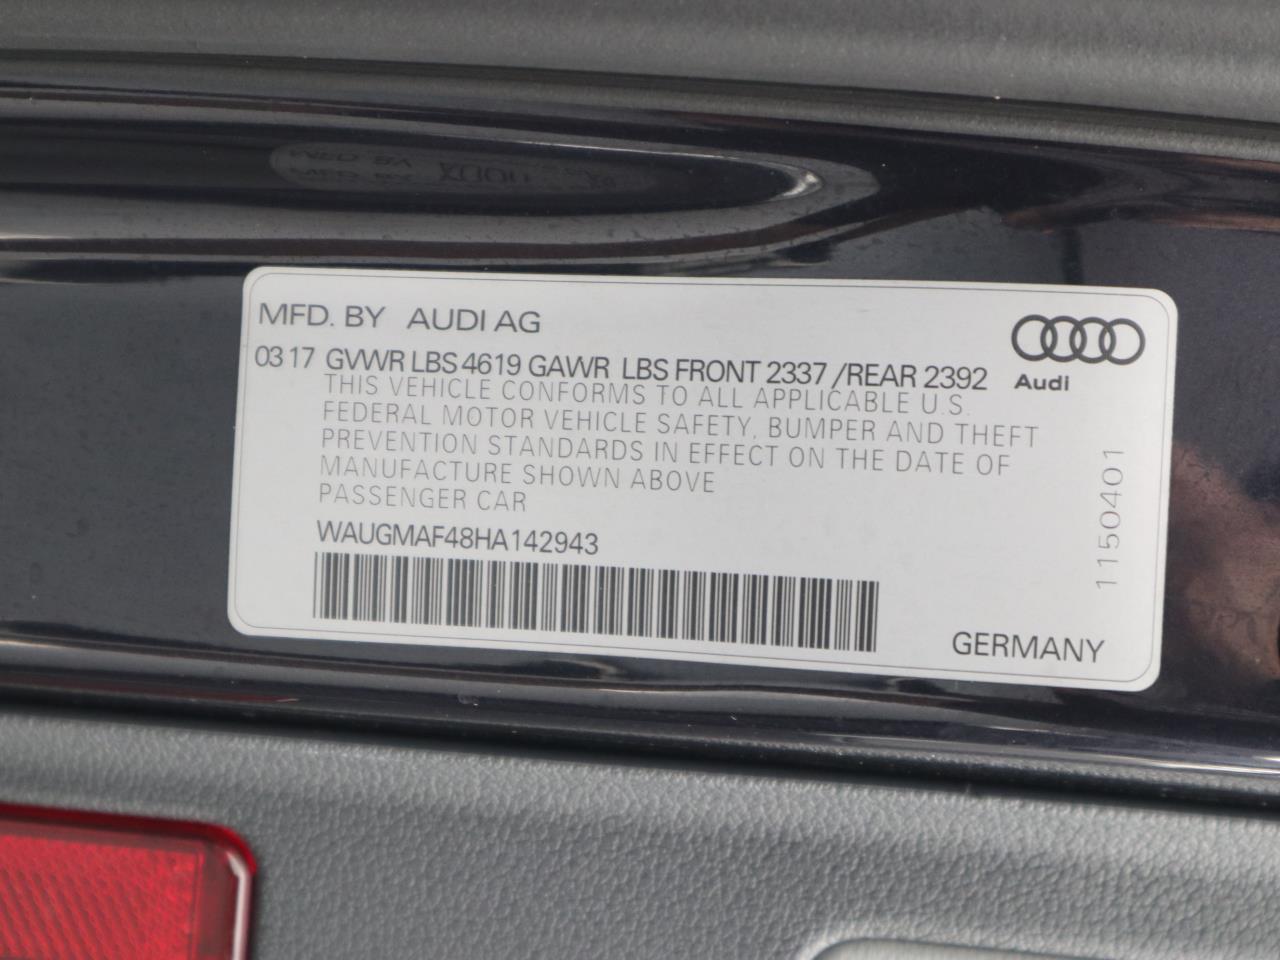 MFD. BY AUDI AG
0317 GVWR LBS 4619 GAWR LBS FRONT 2337 /REAR 2392
THIS VEHICLE CONFORMS TO ALL APPLICABLE U.S.
FEDERAL MOTOR VEHICLE SAFETY, BUMPER AND THEFT
PREVENTION STANDARDS IN EFFECT ON THE DATE OF
MANUFACTURE SHOWN ABOVE
PASSENGER CAR
WAUGMAF48HA142943
GERMANY
Audi
1150401